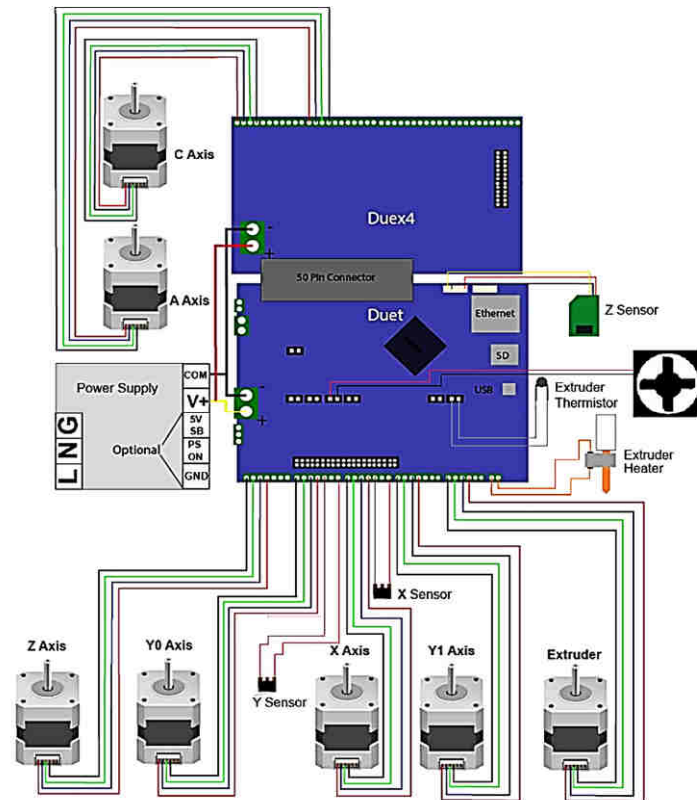 C Axis
Duex4
-
+
50 Pin Connector
A Axis
Duet
Ethernet
Z Sensor
SD
USB
Extruder
Thermistor
Power Supply
COM
V+
-
+
5V
SB
Optional
PS
ON
GND
L N G
Extruder
Heater
X Sensor
Z Axis
Y0 Axis
X Axis
Y1 Axis
Extruder
Y Sensor